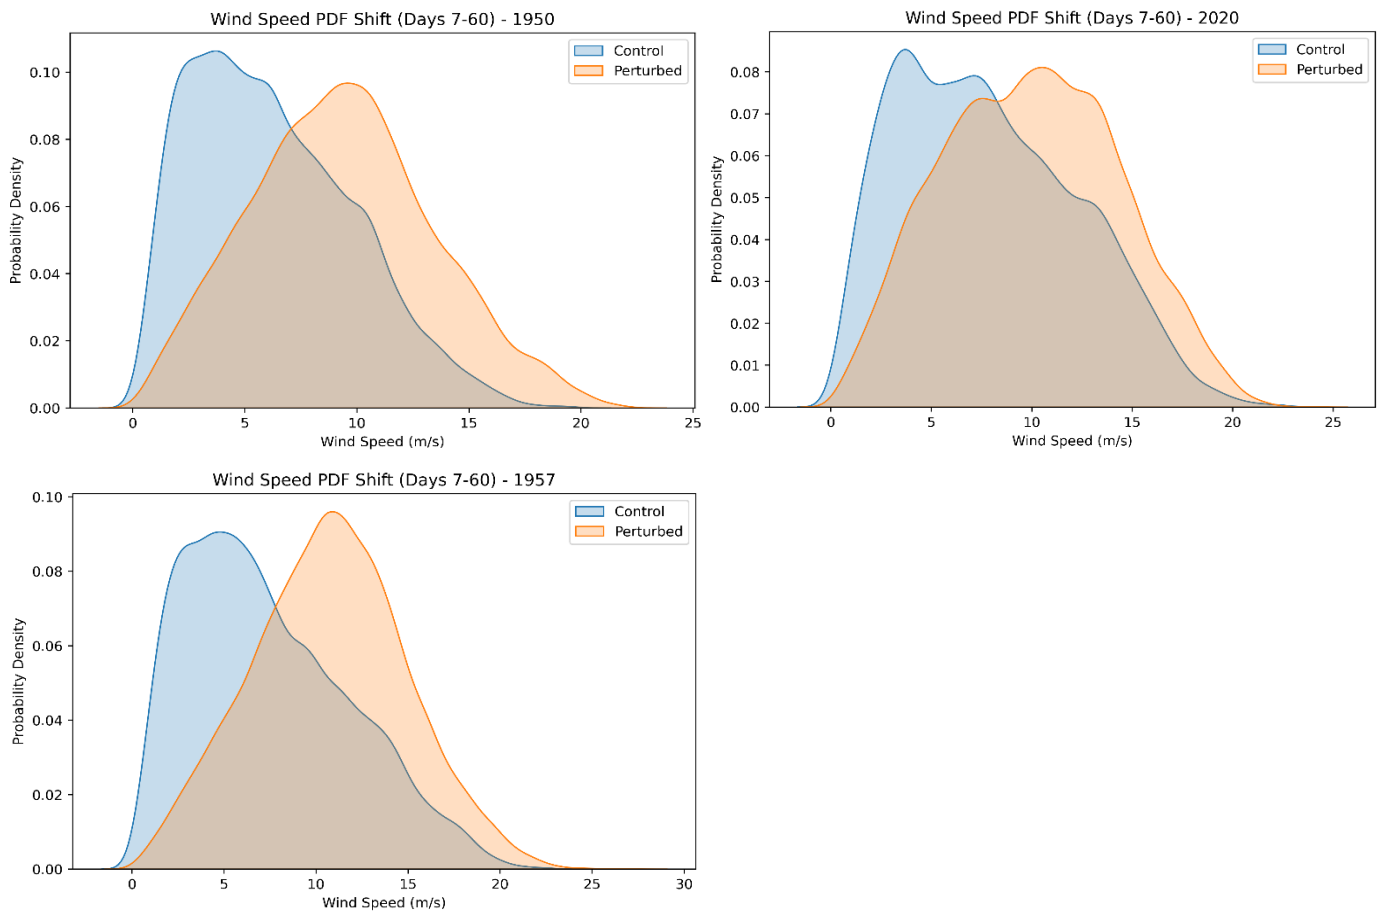 Wind Speed PDF Shift (Days 7-60) - 1950
Control
Perturbed
Probability Density
0.10
0.08
0.06
0.04
0.02
0.00
0 5 10 15 20 25
Wind Speed (m/s)
Wind Speed PDF Shift (Days 7-60) - 2020
Control
Perturbed
Probability Density
0.08
0.07
0.06
0.05
0.04
0.03
0.02
0.01
0.00
0 5 10 15 20 25
Wind Speed (m/s)
Wind Speed PDF Shift (Days 7-60) - 1957
Control
Perturbed
Probability Density
0.10
0.08
0.06
0.04
0.02
0.00
0 5 10 15 20 25 30
Wind Speed (m/s)